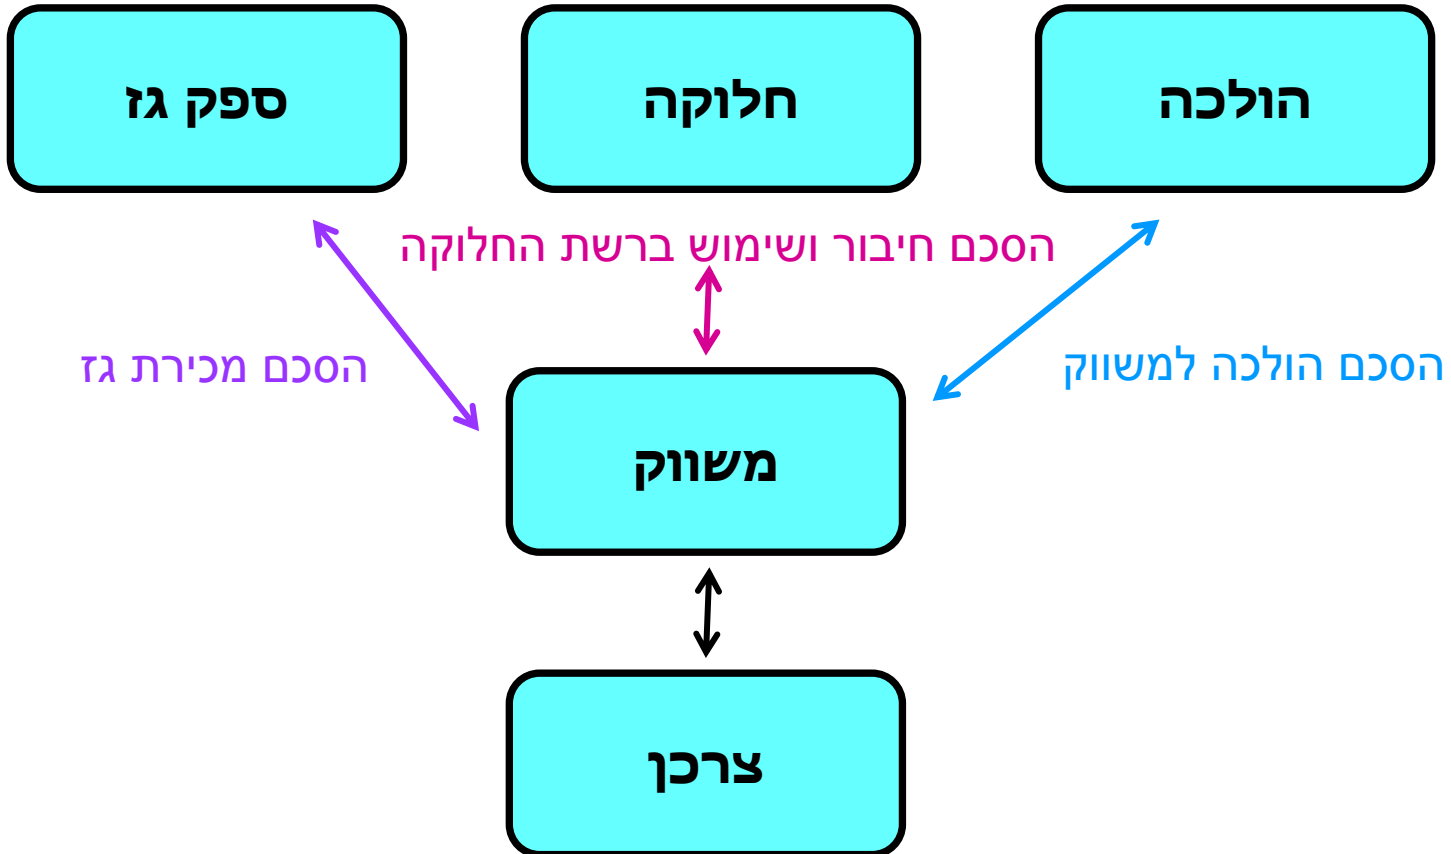 הולכה
חלוקה
ספק גז
הסכם חיבור ושימוש ברשת החלוקה
הסכם הולכה למשווק
הסכם מכירת גז
משווק
צרכן